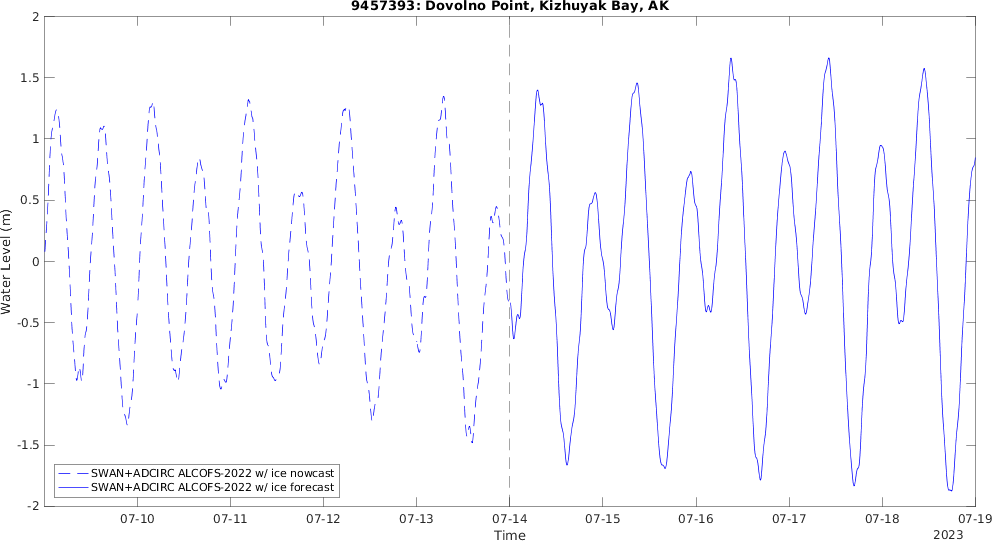 9457393: Dovolno Point, Kizhuyak Bay, AK
2
1.5
1
0.5
0
-0.5
-1
-1.5
-2
Water Level (m)
SWAN+ADCIRC ALCOFS-2022 w/ ice nowcast
SWAN+ADCIRC ALCOFS-2022 w/ ice forecast
07-10 07-11 07-12 07-13 07-14 07-15 07-16 07-17 07-18 07-19
Time
2023